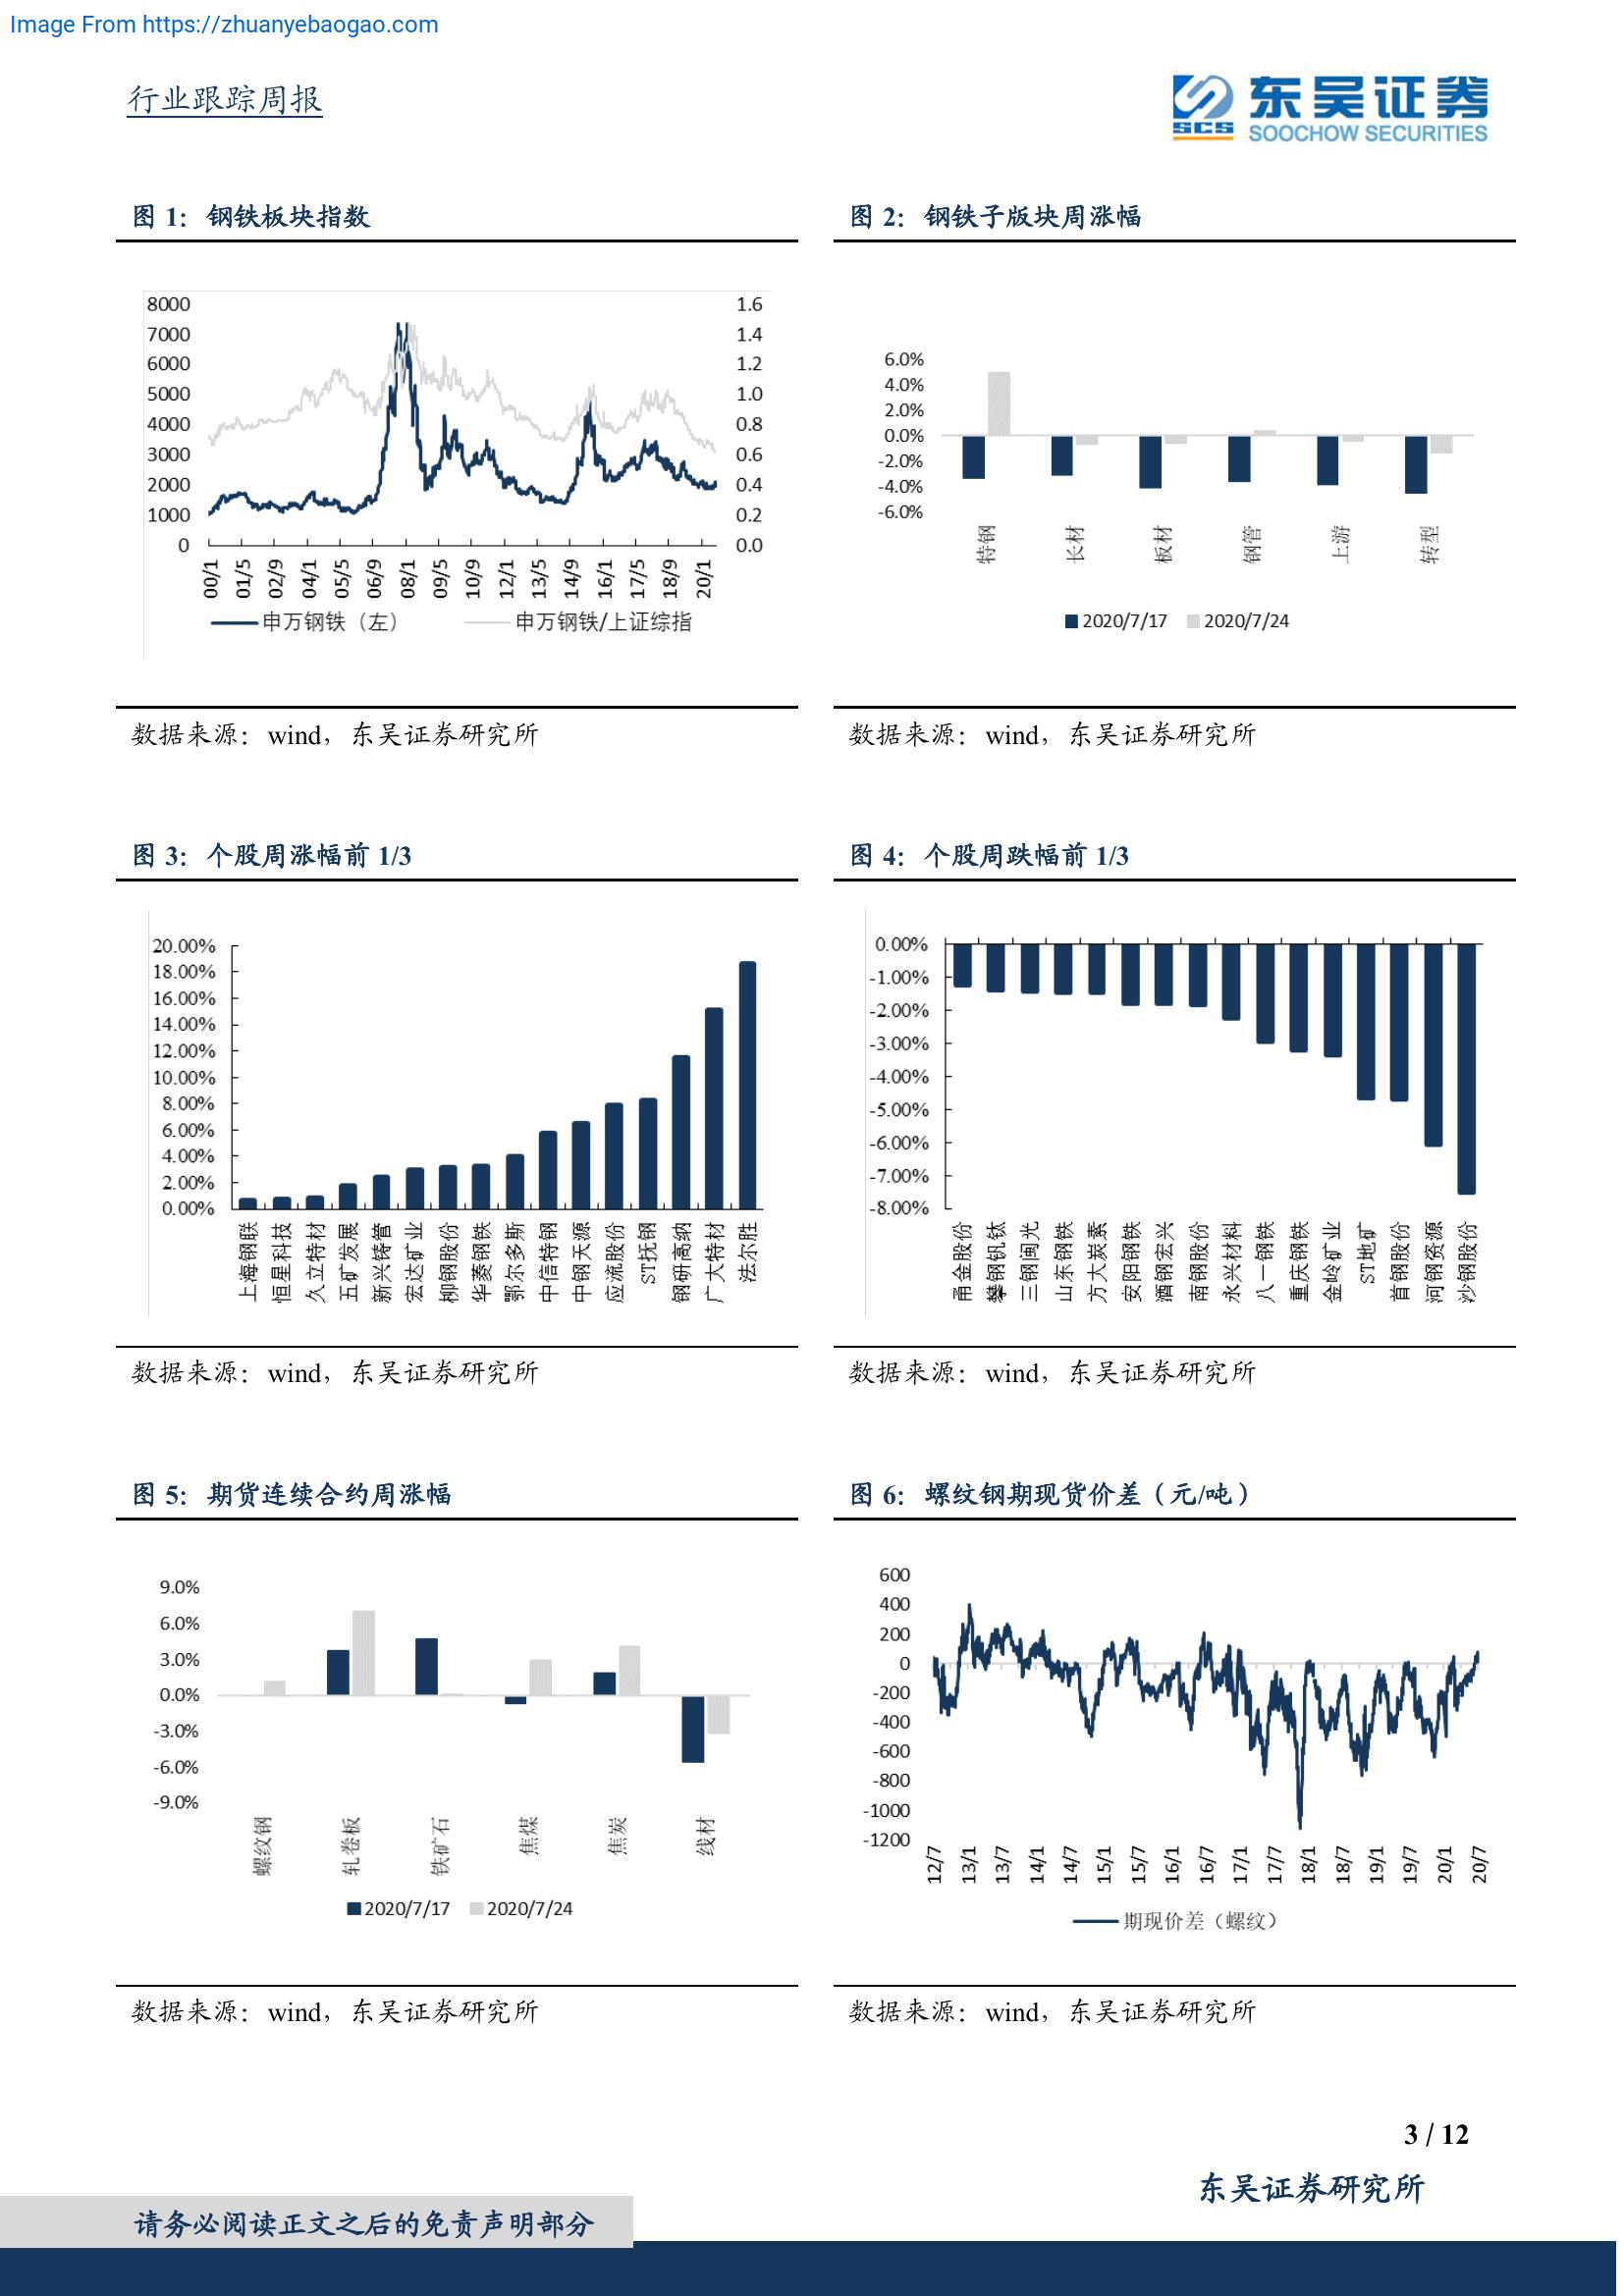 Image From https://zhuanyebaogao.com
行业跟踪周报
SCS
东吴证券
SOOCHOW SECURITIES
图 1：钢铁板块指数
8000
7000
6000
5000
4000
3000
2000
1000
0
1.6
1.4
1.2
1.0
0.8
0.6
0.4
0.2
0.0
00/1 01/5 02/9 04/1 05/5 06/9 08/1 09/5 10/9 12/1 13/5 14/9 16/1 17/5 18/9 20/1
申万钢铁（左） 申万钢铁/上证综指
数据来源：wind，东吴证券研究所
图 2：钢铁子版块周涨幅
6.0%
4.0%
2.0%
0.0%
-2.0%
-4.0%
-6.0%
特钢 长材 板材 钢管 上游 转型
2020/7/17 2020/7/24
数据来源：wind，东吴证券研究所
图 3：个股周涨幅前 1/3
20.00%
18.00%
16.00%
14.00%
12.00%
10.00%
8.00%
6.00%
4.00%
2.00%
0.00%
上海钢联 恒星科技 久立特材 五矿发展 新兴铸管 宏达矿业 柳钢股份 华菱钢铁 鄂尔多斯 中信特钢 中钢天源 应流股份 ST抚钢 钢研高纳 广大特材 法尔胜
数据来源：wind，东吴证券研究所
图 4：个股周跌幅前 1/3
0.00%
-1.00%
-2.00%
-3.00%
-4.00%
-5.00%
-6.00%
-7.00%
-8.00%
甬金股份 攀钢钒钛 三钢闽光 山东钢铁 方大炭素 安阳钢铁 酒钢宏兴 南钢股份 永兴材料 八一钢铁 重庆钢铁 金岭矿业 ST地矿 首钢股份 河钢资源 沙钢股份
数据来源：wind，东吴证券研究所
图 5：期货连续合约周涨幅
9.0%
6.0%
3.0%
0.0%
-3.0%
-6.0%
-9.0%
螺纹钢 轧卷板 铁矿石 焦煤 焦炭 线材
2020/7/17 2020/7/24
数据来源：wind，东吴证券研究所
图 6：螺纹钢期现货价差（元/吨）
600
400
200
0
-200
-400
-600
-800
-1000
-1200
12/7 13/1 13/7 14/1 14/7 15/1 15/7 16/1 16/7 17/1 17/7 18/1 18/7 19/1 19/7 20/1 20/7
期现价差（螺纹）
数据来源：wind，东吴证券研究所
3 / 12
东吴证券研究所
请务必阅读正文之后的免责声明部分